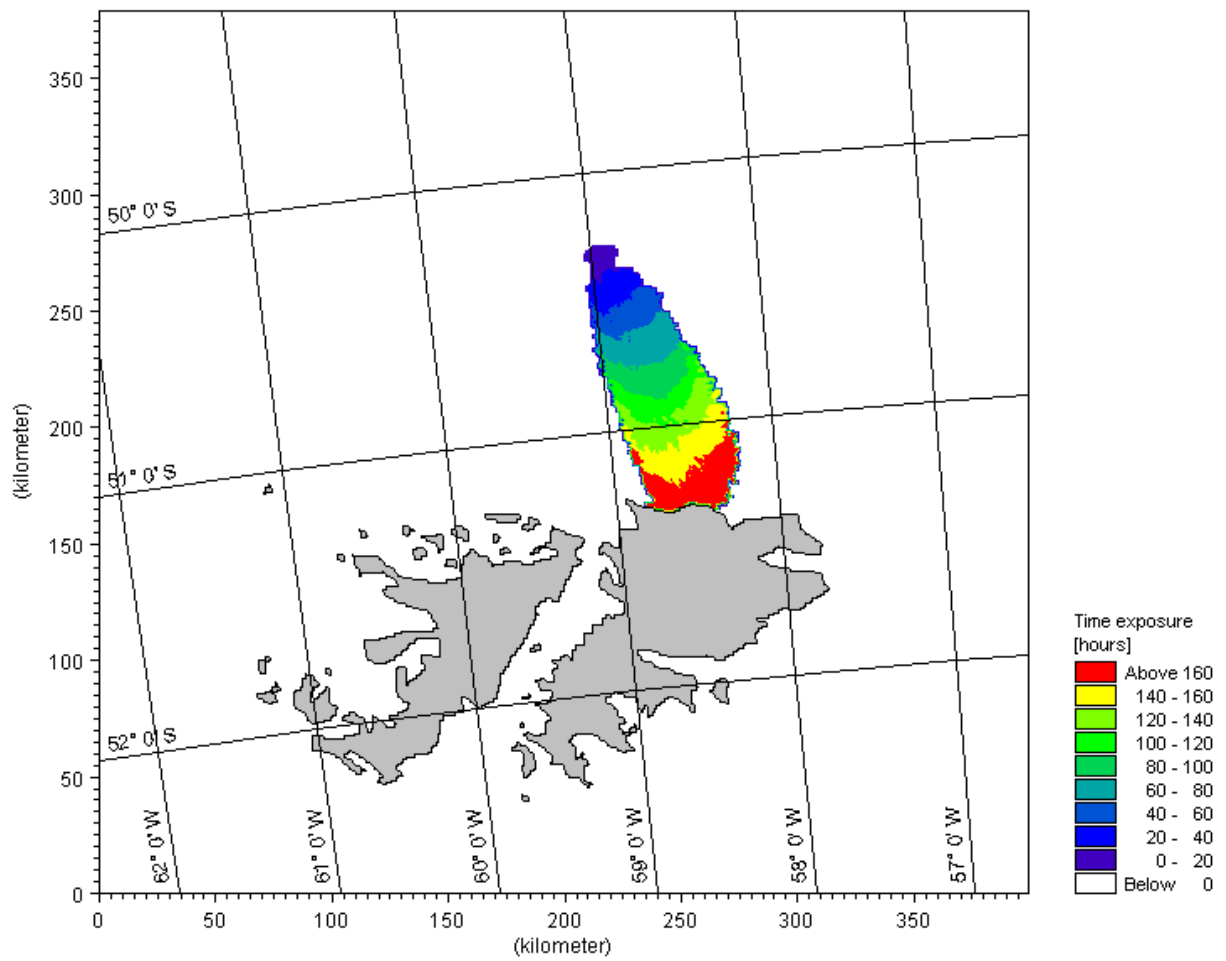 350
300
250
200
150
100
50
0
(kilometer)
50° 0' S
51° 0' S
52° 0' S
62° 0' W
61° 0' W
60° 0' W
59° 0' W
58° 0' W
57° 0' W
0 50 100 150 200 250 300 350
(kilometer)
Time exposure
[hours]
Above 160
140 - 160
120 - 140
100 - 120
80 - 100
60 - 80
40 - 60
20 - 40
0 - 20
Below 0